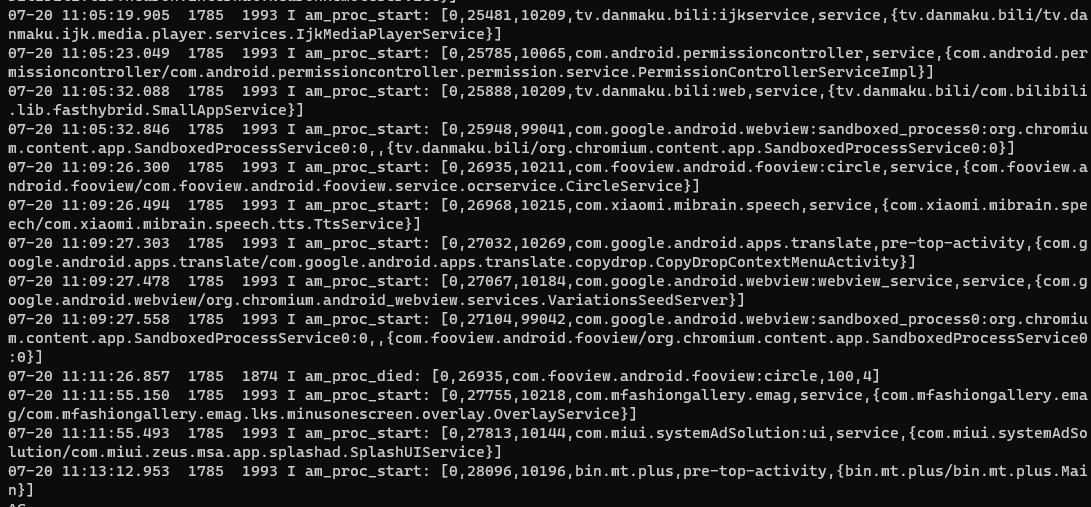 07-20 11:05:19.905  1785  1993 I am_proc_start: [0,25481,10209,tv.danmaku.bili:ijkservice,service,{tv.danmaku.bili/tv.da
nmaku.ijk.media.player.services.IjkMediaPlayerService}]
07-20 11:05:23.049  1785  1993 I am_proc_start: [0,25785,10065,com.android.permissioncontroller,service,{com.android.per
missioncontroller/com.android.permissioncontroller.permission.service.PermissionControllerServiceImpl}]
07-20 11:05:32.088  1785  1993 I am_proc_start: [0,25888,10209,tv.danmaku.bili:web,service,{tv.danmaku.bili/com.bilibili
.lib.fasthybrid.SmallAppService}]
07-20 11:05:32.846  1785  1993 I am_proc_start: [0,25948,99041,com.google.android.webview:sandboxed_process0:org.chromiu
m.content.app.SandboxedProcessService0:0,,{tv.danmaku.bili/org.chromium.content.app.SandboxedProcessService0:0}]
07-20 11:09:26.300  1785  1993 I am_proc_start: [0,26935,10211,com.fooview.android.fooview:circle,service,{com.fooview.a
ndroid.fooview/com.fooview.android.fooview.service.ocrservice.CircleService}]
07-20 11:09:26.494  1785  1993 I am_proc_start: [0,26968,10215,com.xiaomi.mibrain.speech,service,{com.xiaomi.mibrain.spe
ech/com.xiaomi.mibrain.speech.tts.TtsService}]
07-20 11:09:27.303  1785  1993 I am_proc_start: [0,27032,10269,com.google.android.apps.translate,pre-top-activity,{com.g
oogle.android.apps.translate/com.google.android.apps.translate.copydrop.CopyDropContextMenuActivity}]
07-20 11:09:27.478  1785  1993 I am_proc_start: [0,27067,10184,com.google.android.webview:webview_service,service,{com.g
oogle.android.webview/org.chromium.android_webview.services.VariationsSeedServer}]
07-20 11:09:27.558  1785  1993 I am_proc_start: [0,27104,99042,com.google.android.webview:sandboxed_process0:org.chromiu
m.content.app.SandboxedProcessService0:0,,{com.fooview.android.fooview/org.chromium.content.app.SandboxedProcessService0
:0}]
07-20 11:11:26.857  1785  1874 I am_proc_died: [0,26935,com.fooview.android.fooview:circle,100,4]
07-20 11:11:55.150  1785  1993 I am_proc_start: [0,27755,10218,com.mfashiongallery.emag,service,{com.mfashiongallery.ema
g/com.mfashiongallery.emag.lks.minusonescreen.overlay.OverlayService}]
07-20 11:11:55.493  1785  1993 I am_proc_start: [0,27813,10144,com.miui.systemAdSolution:ui,service,{com.miui.systemAdSo
lution/com.miui.zeus.msa.app.splashad.SplashUIService}]
07-20 11:13:12.953  1785  1993 I am_proc_start: [0,28096,10196,bin.mt.plus,pre-top-activity,{bin.mt.plus/bin.mt.plus.Mai
n}]